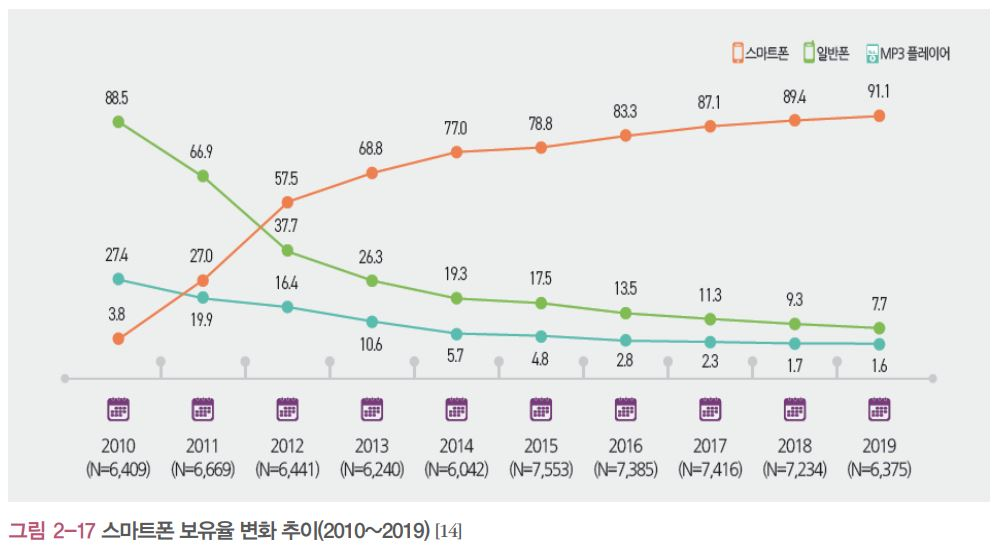 스마트폰 일반폰 MP3 플레이어
88.5 66.9 57.5 68.8 77.0 78.8 83.3 87.1 89.4 91.1
27.4 27.0 37.7 26.3 19.3 17.5 13.5 11.3 9.3 7.7
3.8 19.9 16.4 10.6 5.7 4.8 2.8 2.3 1.7 1.6
2010 2011 2012 2013 2014 2015 2016 2017 2018 2019
(N=6,409) (N=6,669) (N=6,441) (N=6,240) (N=6,042) (N=7,553) (N=7,385) (N=7,416) (N=7,234) (N=6,375)
그림 2-17 스마트폰 보유율 변화 추이(2010~2019) [14]